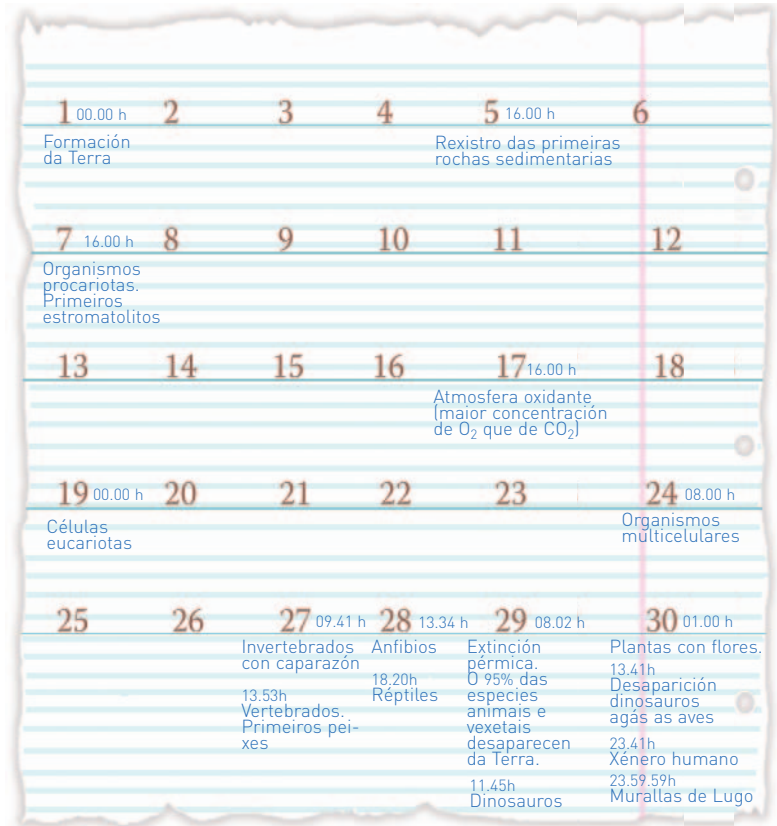 1 00.00 h 2 3 4 5 16.00 h 6
Formación
da Terra
Rexistro das primeiras
rochas sedimentarias
7 16.00 h 8 9 10 11 12
Organismos
procariotas.
Primeiros
estromatolitos
13 14 15 16 17 16.00 h 18
Atmosfera oxidante
(maior concentración
de O₂ que de CO₂)
19 00.00 h 20 21 22 23 24 08.00 h
Células
eucariotas
Organismos
multicelulares
25 26 27 09.41 h 28 13.34 h 29 08.02 h 30 01.00 h
Invertebrados
con caparazón
13.53h
Vertebrados.
Primeiros pei-
xes
Anfibios
18.20h
Réptiles
Extinción
pérmica.
O 95% das
especies
animais e
vexetais
desaparecen
da Terra.
11.45h
Dinosauros
Plantas con flores.
13.41h
Desaparición
dinosauros
agás as aves
23.41h
Xénero humano
23.59.59h
Murallas de Lugo